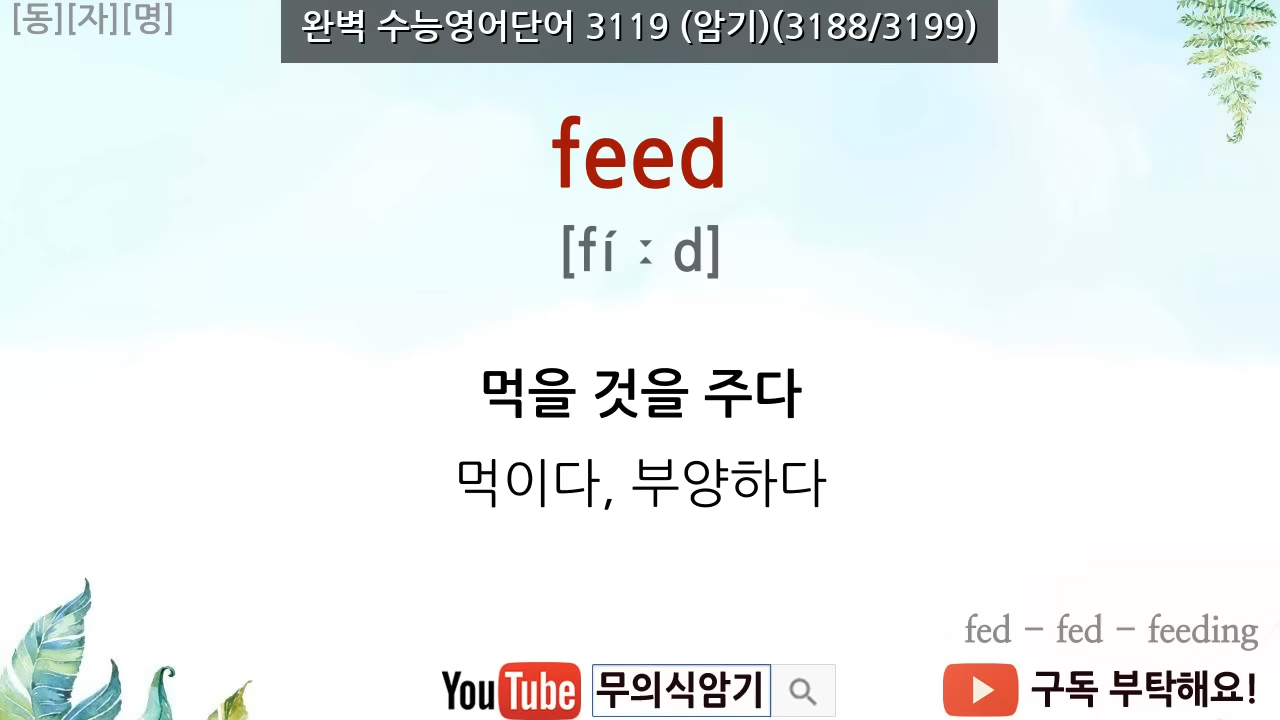 [동][자][명]
완벽 수능영어단어 3119 (암기)(3188/3199)
feed
[fíːd]
먹을 것을 주다
먹이다, 부양하다
fed - fed - feeding
YouTube 무의식암기
구독 부탁해요!